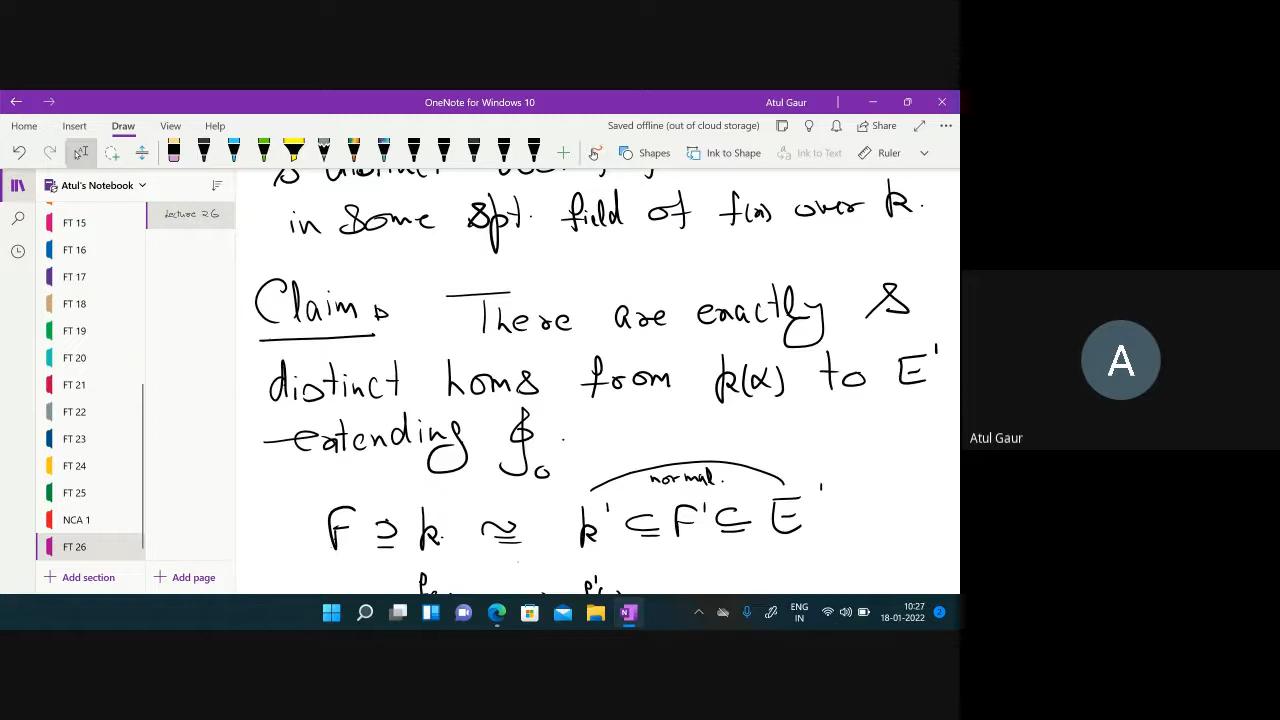 OneNote for Windows 10
Atul Gaur
Home Insert Draw View Help
Saved offline (out of cloud storage)
Share
Shapes
Ink to Shape
Ink to Text
Ruler
Atul's Notebook
FT 15
FT 16
FT 17
FT 18
FT 19
FT 20
FT 21
FT 22
FT 23
FT 24
FT 25
NCA 1
FT 26
Add section
Add page
Lecture 26
s distinct
in some spt. field of f(x) over k.
Claim There are exactly s
distinct homs from k(α) to E'
extending ϕ₀.
normal.
F ⊇ k ≅ k' ⊆ F' ⊆ E'
ENG
IN
10:27
18-01-2022
2
A
Atul Gaur